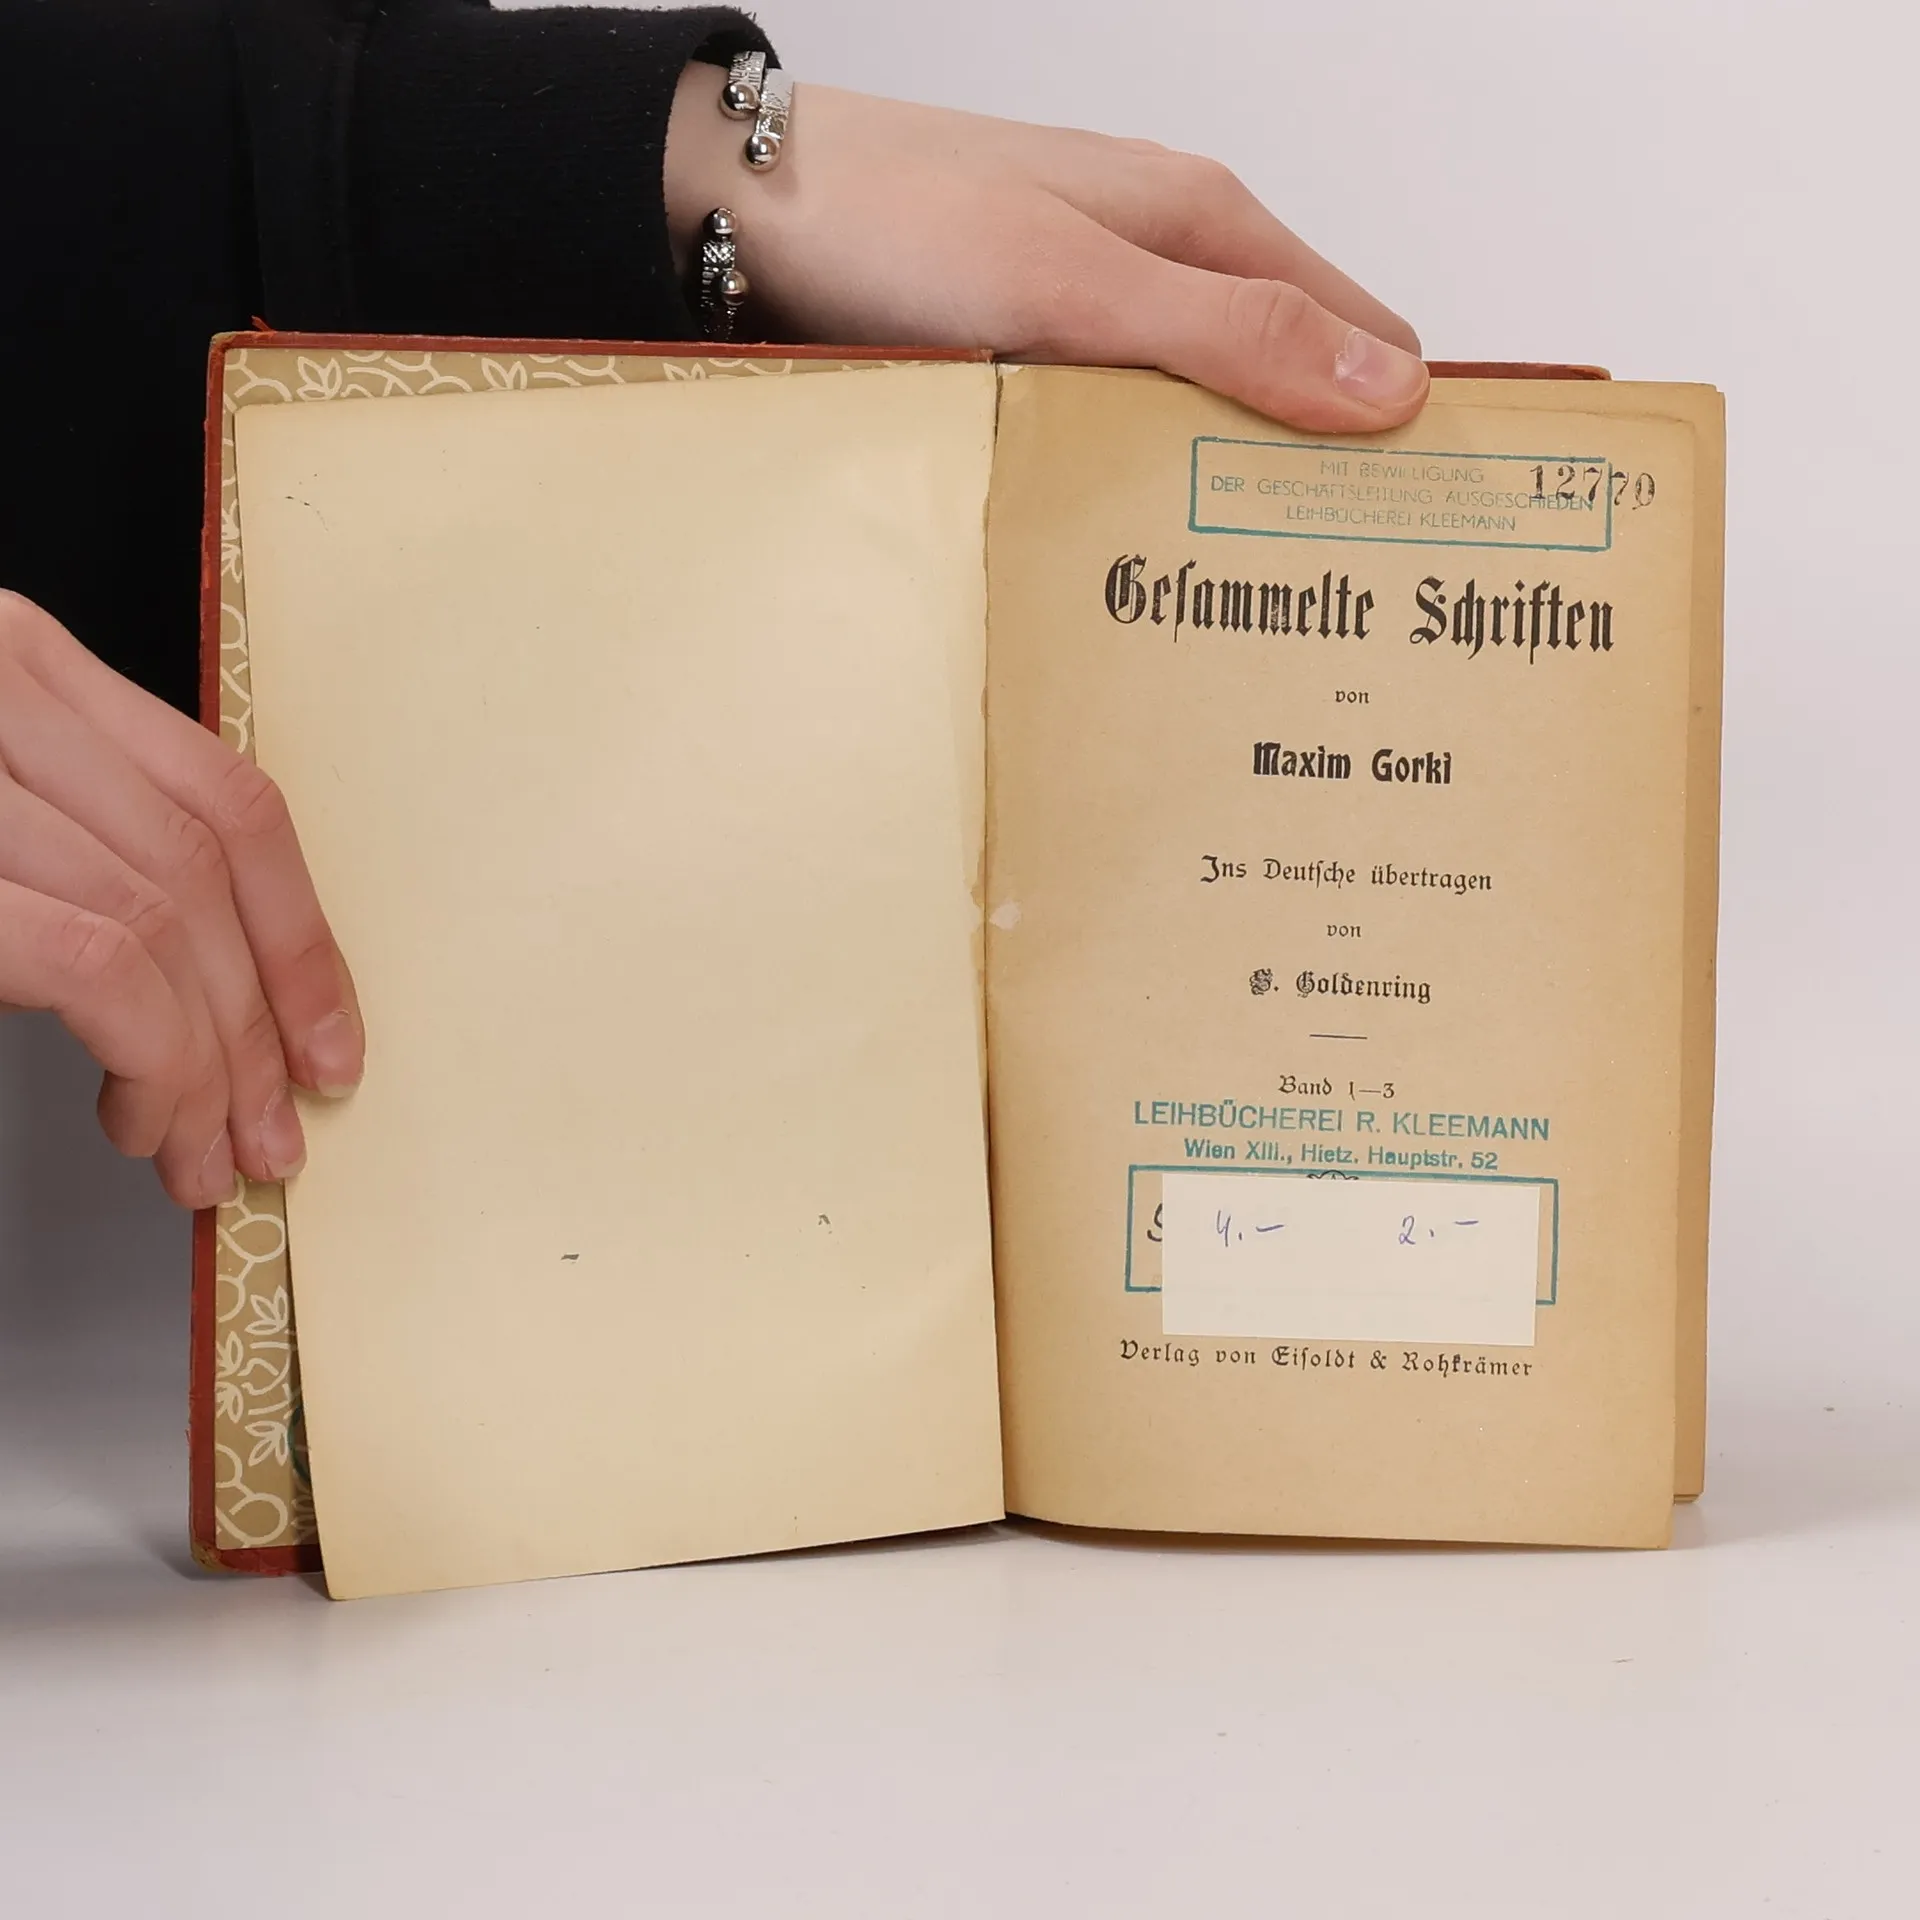 MIT BEWILLIGUNG
DER GESCHÄFTSLEITUNG AUSGESCHIEDEN
LEIHBÜCHEREI KLEEMANN
12770
Geſammelte Schriften
von
Maxim Gorki
Ins Deutſche übertragen
von
S. Goldenring
Band 1—3
LEIHBÜCHEREI R. KLEEMANN
Wien XIII., Hietz. Hauptstr. 52
4.– 2.–
Verlag von Eiſoldt & Rohkrämer